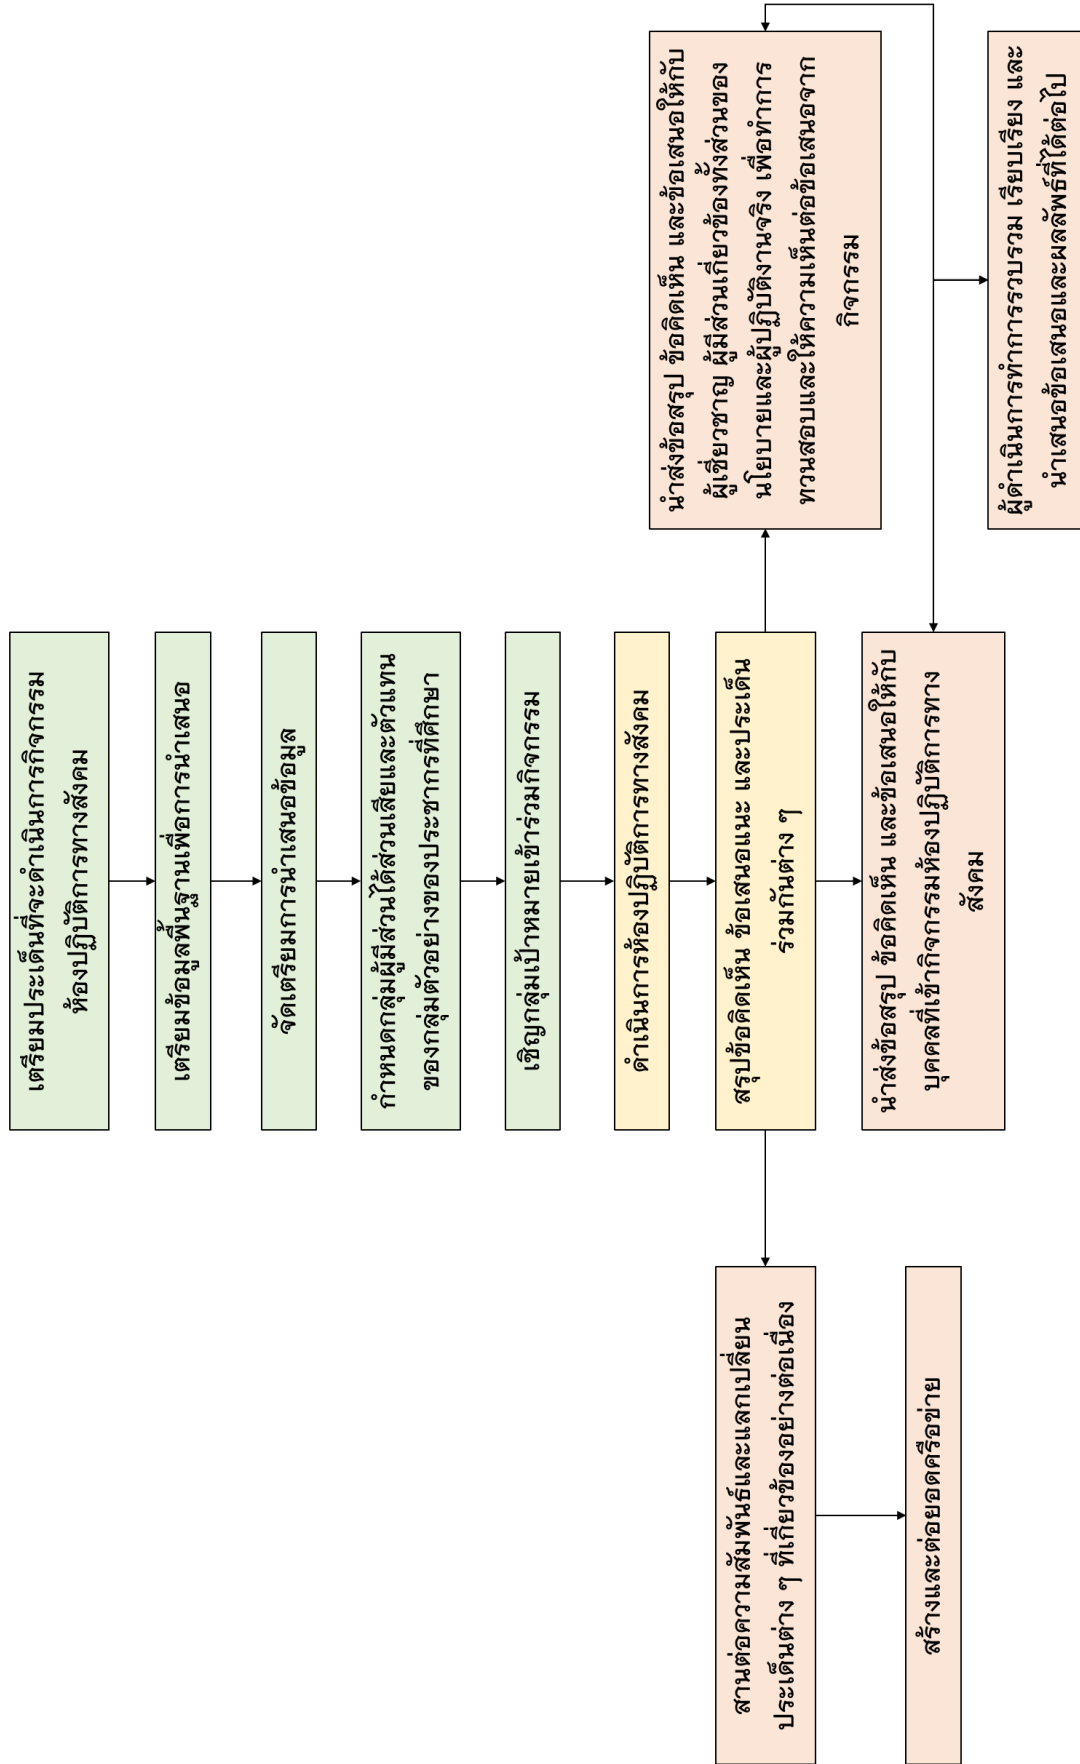 เตรียมประเด็นที่จะดำเนินการกิจกรรม
ห้องปฏิบัติการทางสังคม
เตรียมข้อมูลพื้นฐานเพื่อการนำเสนอ
จัดเตรียมการนำเสนอข้อมูล
กำหนดกลุ่มผู้มีส่วนได้ส่วนเสียและตัวแทน
ของกลุ่มตัวอย่างของประชากรที่ศึกษา
เชิญกลุ่มเป้าหมายเข้าร่วมกิจกรรม
ดำเนินการห้องปฏิบัติการทางสังคม
สรุปข้อคิดเห็น ข้อเสนอแนะ และประเด็น
ร่วมกันต่าง ๆ
สานต่อความสัมพันธ์และแลกเปลี่ยน
ประเด็นต่าง ๆ ที่เกี่ยวข้องอย่างต่อเนื่อง
สร้างและต่อยอดครือข่าย
นำส่งข้อสรุป ข้อคิดเห็น และข้อเสนอให้กับ
บุคคลที่เข้ากิจกรรมห้องปฏิบัติการทาง
สังคม
นำส่งข้อสรุป ข้อคิดเห็น และข้อเสนอให้กับ
ผู้เชี่ยวชาญ ผู้มีส่วนเกี่ยวข้องทั้งส่วนของ
นโยบายและผู้ปฏิบัติงานจริง เพื่อทำการ
ทวนสอบและให้ความเห็นต่อข้อเสนอจาก
กิจกรรม
ผู้ดำเนินการทำการรวบรวม เรียบเรียง และ
นำเสนอข้อเสนอและผลลัพธ์ที่ได้ต่อไป